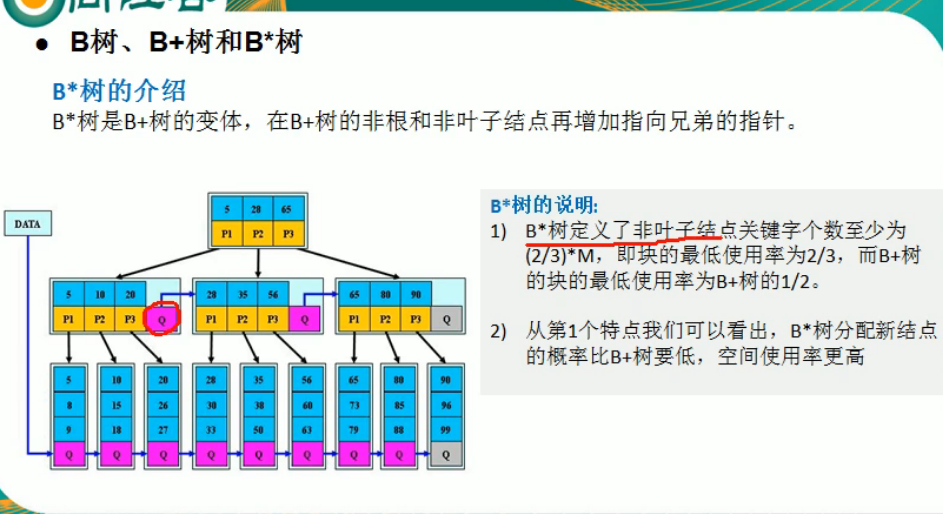 ● B树、B+树和B*树
B*树的介绍
B*树是B+树的变体，在B+树的非根和非叶子结点再增加指向兄弟的指针。
5 28 65
P1 P2 P3
DATA
5 10 20
P1 P2 P3 Q
28 35 56
P1 P2 P3 Q
65 80 90
P1 P2 P3 Q
5 10 20 28 35 56 65 80 90
8 15 26 30 38 60 73 85 96
9 18 27 33 50 63 79 88 99
Q Q Q Q Q Q Q Q Q
B*树的说明:
1) B*树定义了非叶子结点关键字个数至少为
(2/3)*M，即块的最低使用率为2/3，而B+树
的块的最低使用率为B+树的1/2。
2) 从第1个特点我们可以看出，B*树分配新结点
的概率比B+树要低，空间使用率更高